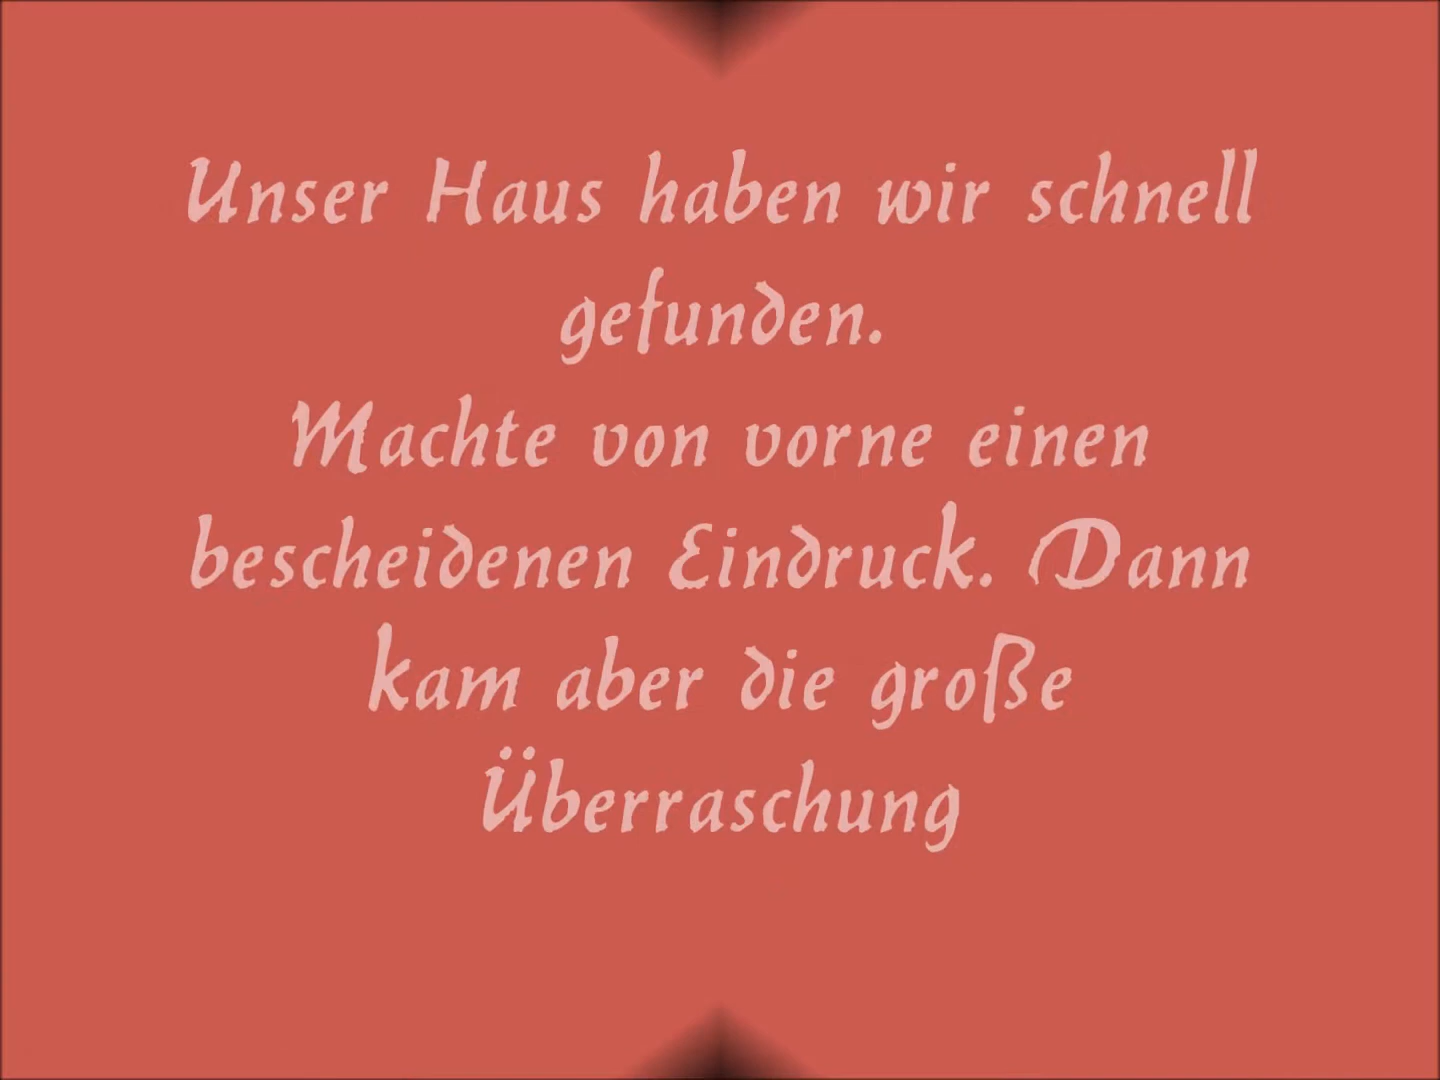 Unser Haus haben wir schnell
gefunden.
Machte von vorne einen
bescheidenen Eindruck. Dann
kam aber die große
Überraschung